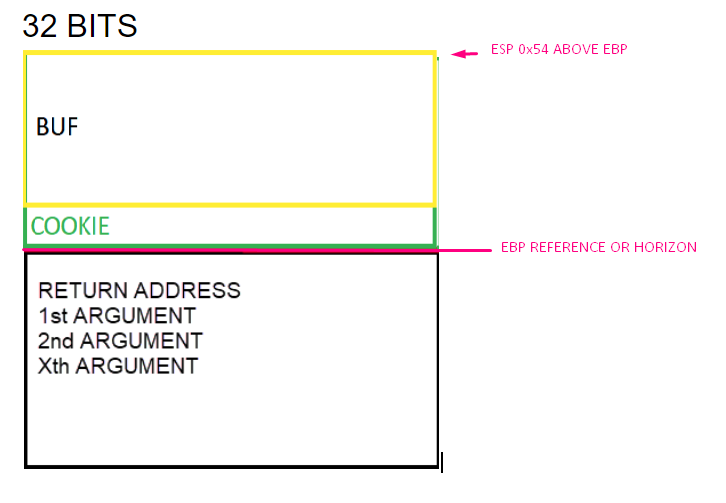 32 BITS
ESP 0x54 ABOVE EBP
BUF
COOKIE
EBP REFERENCE OR HORIZON
RETURN ADDRESS
1st ARGUMENT
2nd ARGUMENT
Xth ARGUMENT